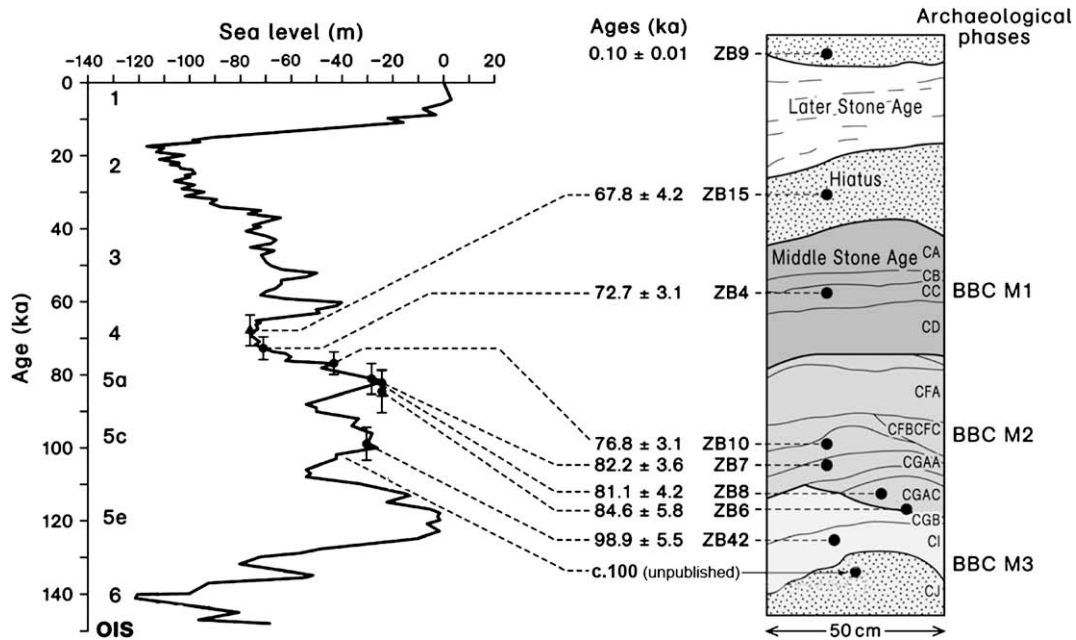 Sea level (m)
−140 −120 −100 −80 −60 −40 −20 0 20
Age (ka)
0
20
40
60
80
100
120
140
1
2
3
4
5a
5c
5e
6
OIS
Ages (ka)
0.10 ± 0.01 ZB9
67.8 ± 4.2 ZB15
72.7 ± 3.1 ZB4
76.8 ± 3.1 ZB10
82.2 ± 3.6 ZB7
81.1 ± 4.2 ZB8
84.6 ± 5.8 ZB6
98.9 ± 5.5 ZB42
c.100 (unpublished)
Archaeological
phases
Later Stone Age
Hiatus
Middle Stone Age
CA
CB
CC
CD
CFA
CFBCFC
CGAA
CGAC
CGB
CI
CJ
BBC M1
BBC M2
BBC M3
50 cm